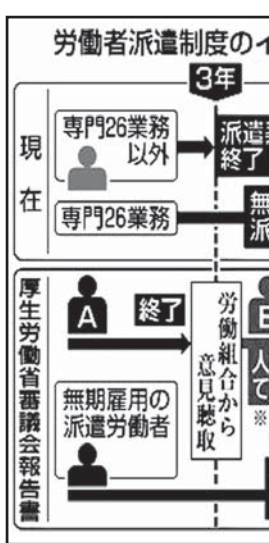 労働者派遣制度の
3年
現在
専門26業務
以外
派遣
終了
専門26業務
無
派
厚生労働省審議会報告書
A
終了
労働組合から
意見聴取
人
て
※
無期雇用の
派遣労働者